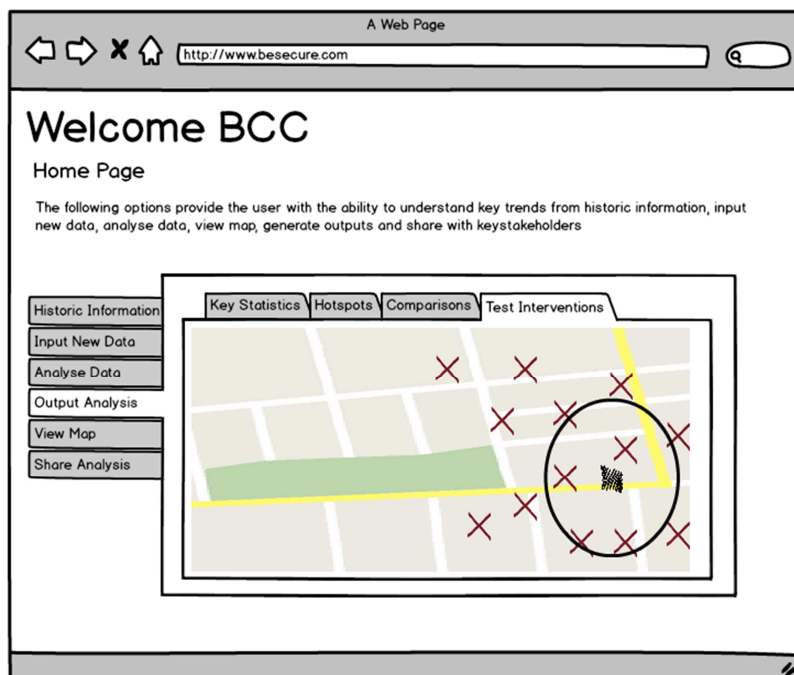 A Web Page
http://www.besecure.com
Welcome BCC
Home Page
The following options provide the user with the ability to understand key trends from historic information, input
new data, analyse data, view map, generate outputs and share with keystakeholders
Key Statistics
Hotspots
Comparisons
Test Interventions
Historic Information
Input New Data
Analyse Data
Output Analysis
View Map
Share Analysis